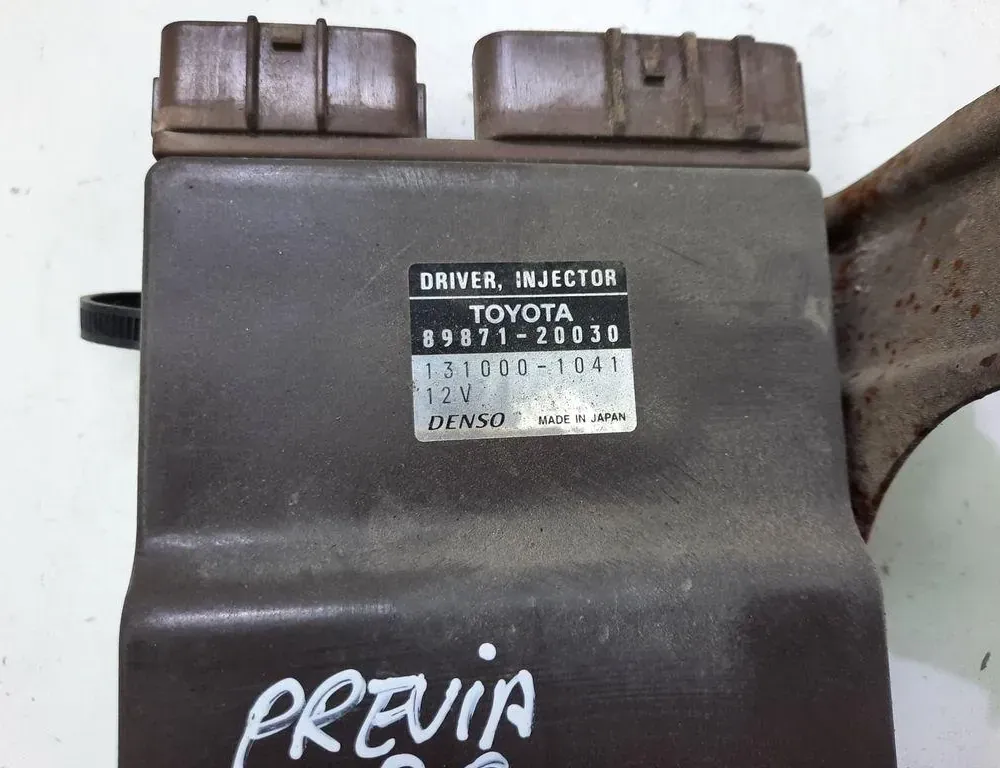 DRIVER, INJECTOR
TOYOTA
89871-20030
131000-1041
12V
DENSO MADE IN JAPAN
PREVIA